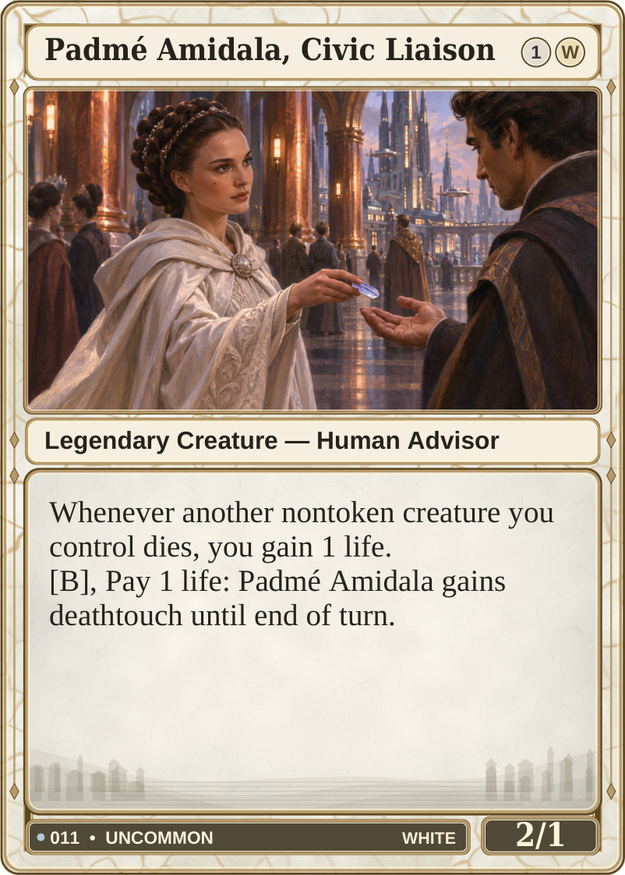 Padmé Amidala, Civic Liaison 1 W
Legendary Creature — Human Advisor
Whenever another nontoken creature you
control dies, you gain 1 life.
[B], Pay 1 life: Padmé Amidala gains
deathtouch until end of turn.
• 011 • UNCOMMON WHITE 2/1